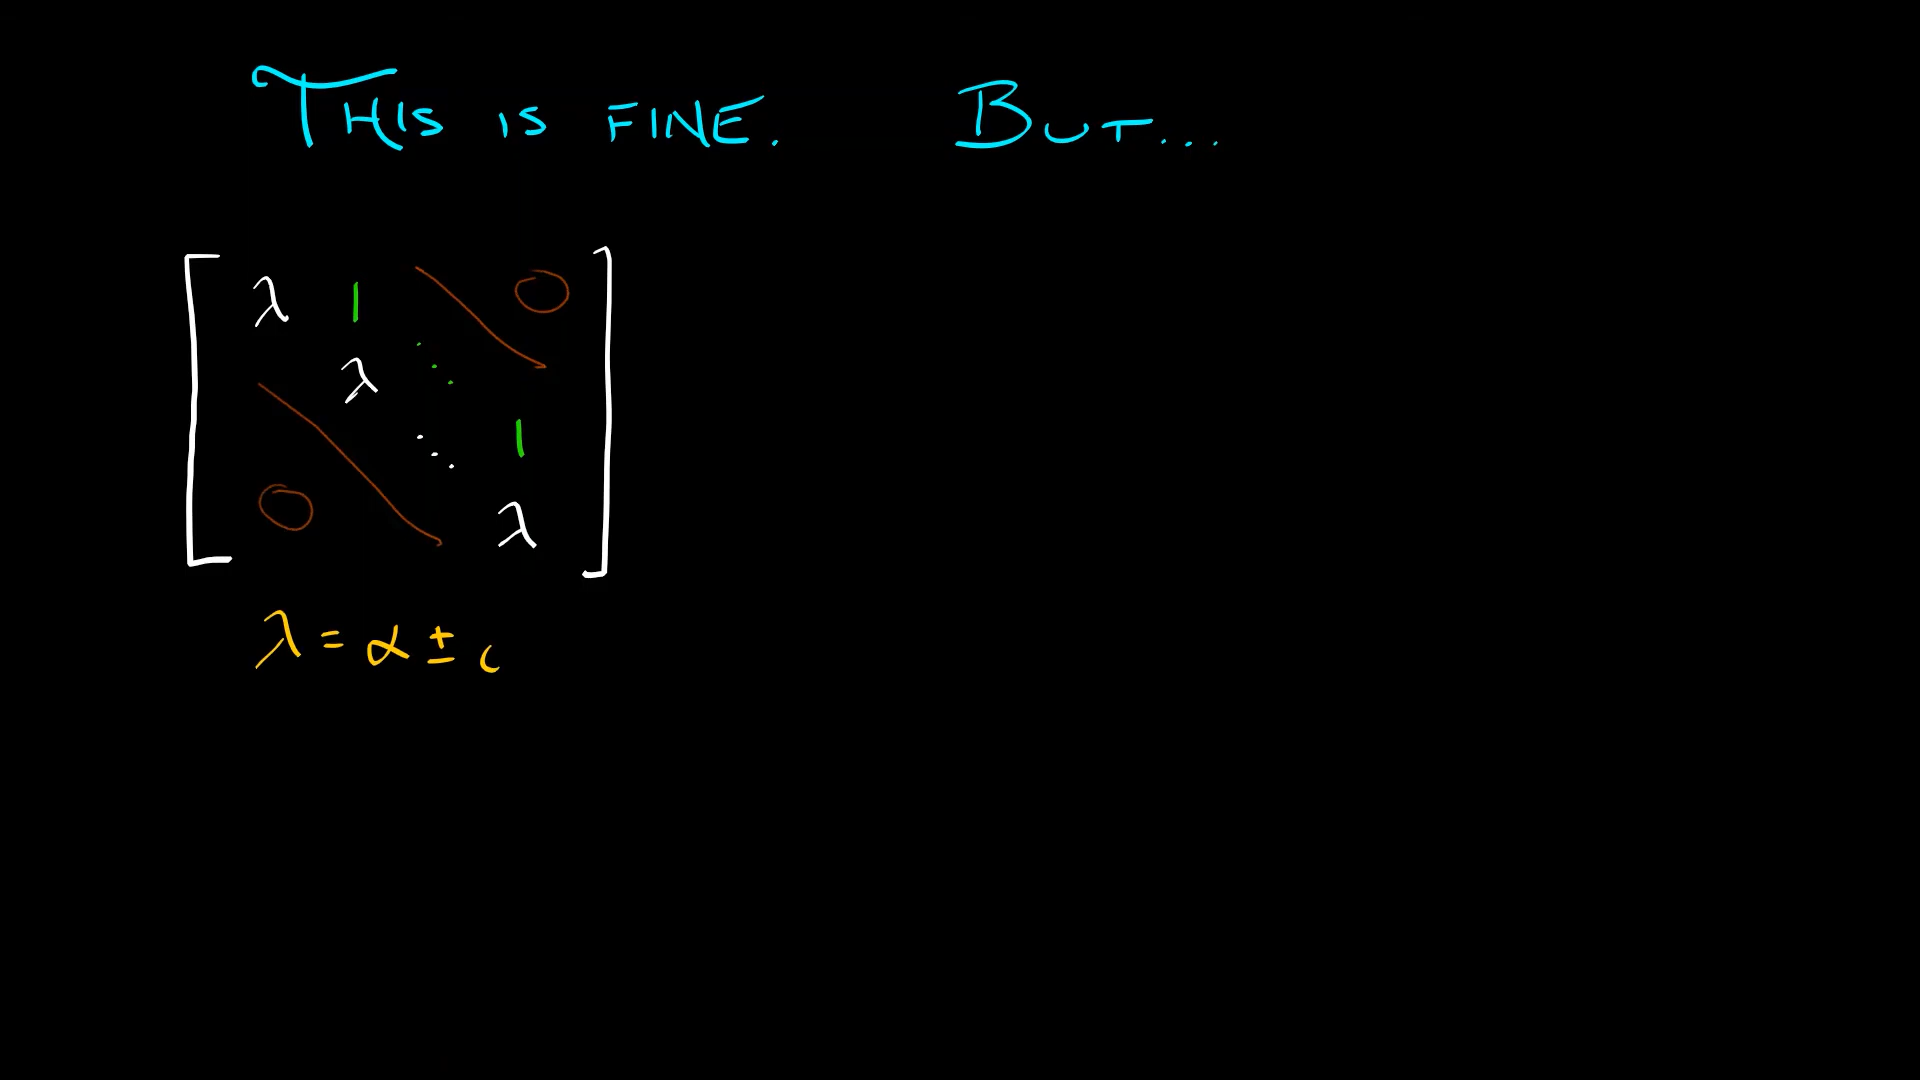 THIS IS FINE. BUT...
λ 1 0
λ ⋱
⋱ 1
0 λ
λ = α ± c